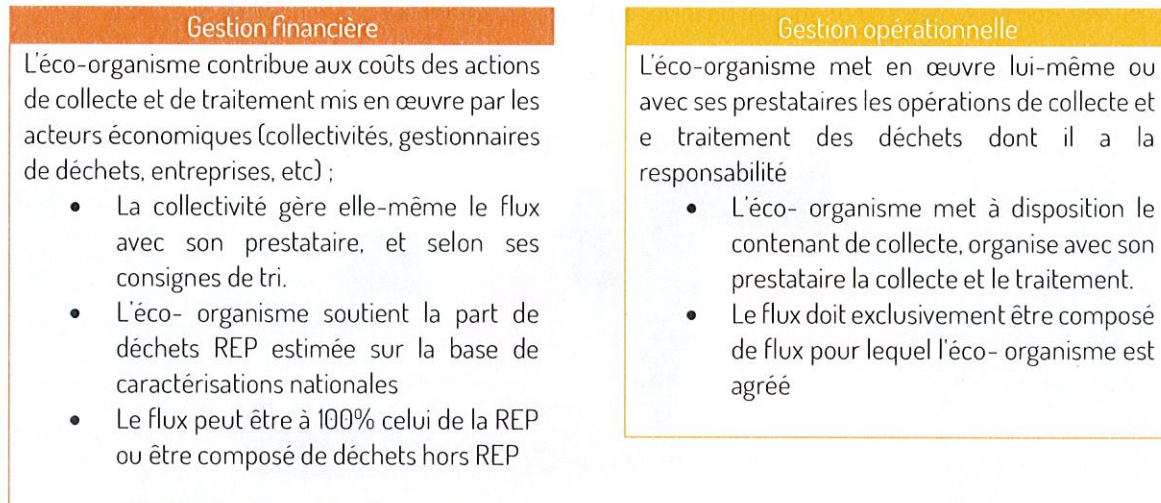 Gestion financière
L'éco-organisme contribue aux coûts des actions
de collecte et de traitement mis en œuvre par les
acteurs économiques (collectivités, gestionnaires
de déchets, entreprises, etc) ;
• La collectivité gère elle-même le flux
avec son prestataire, et selon ses
consignes de tri.
• L'éco- organisme soutient la part de
déchets REP estimée sur la base de
caractérisations nationales
• Le flux peut être à 100% celui de la REP
ou être composé de déchets hors REP
Gestion opérationnelle
L'éco-organisme met en œuvre lui-même ou
avec ses prestataires les opérations de collecte et
e traitement des déchets dont il a la
responsabilité
• L'éco- organisme met à disposition le
contenant de collecte, organise avec son
prestataire la collecte et le traitement.
• Le flux doit exclusivement être composé
de flux pour lequel l'éco- organisme est
agréé